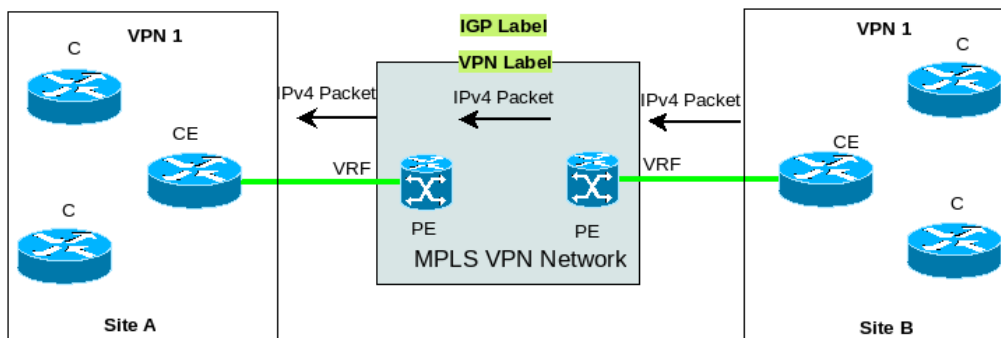 VPN 1
C
CE
C
Site A
IPv4 Packet
VRF
IGP Label
VPN Label
IPv4 Packet
PE
PE
MPLS VPN Network
IPv4 Packet
VRF
VPN 1
C
CE
C
Site B